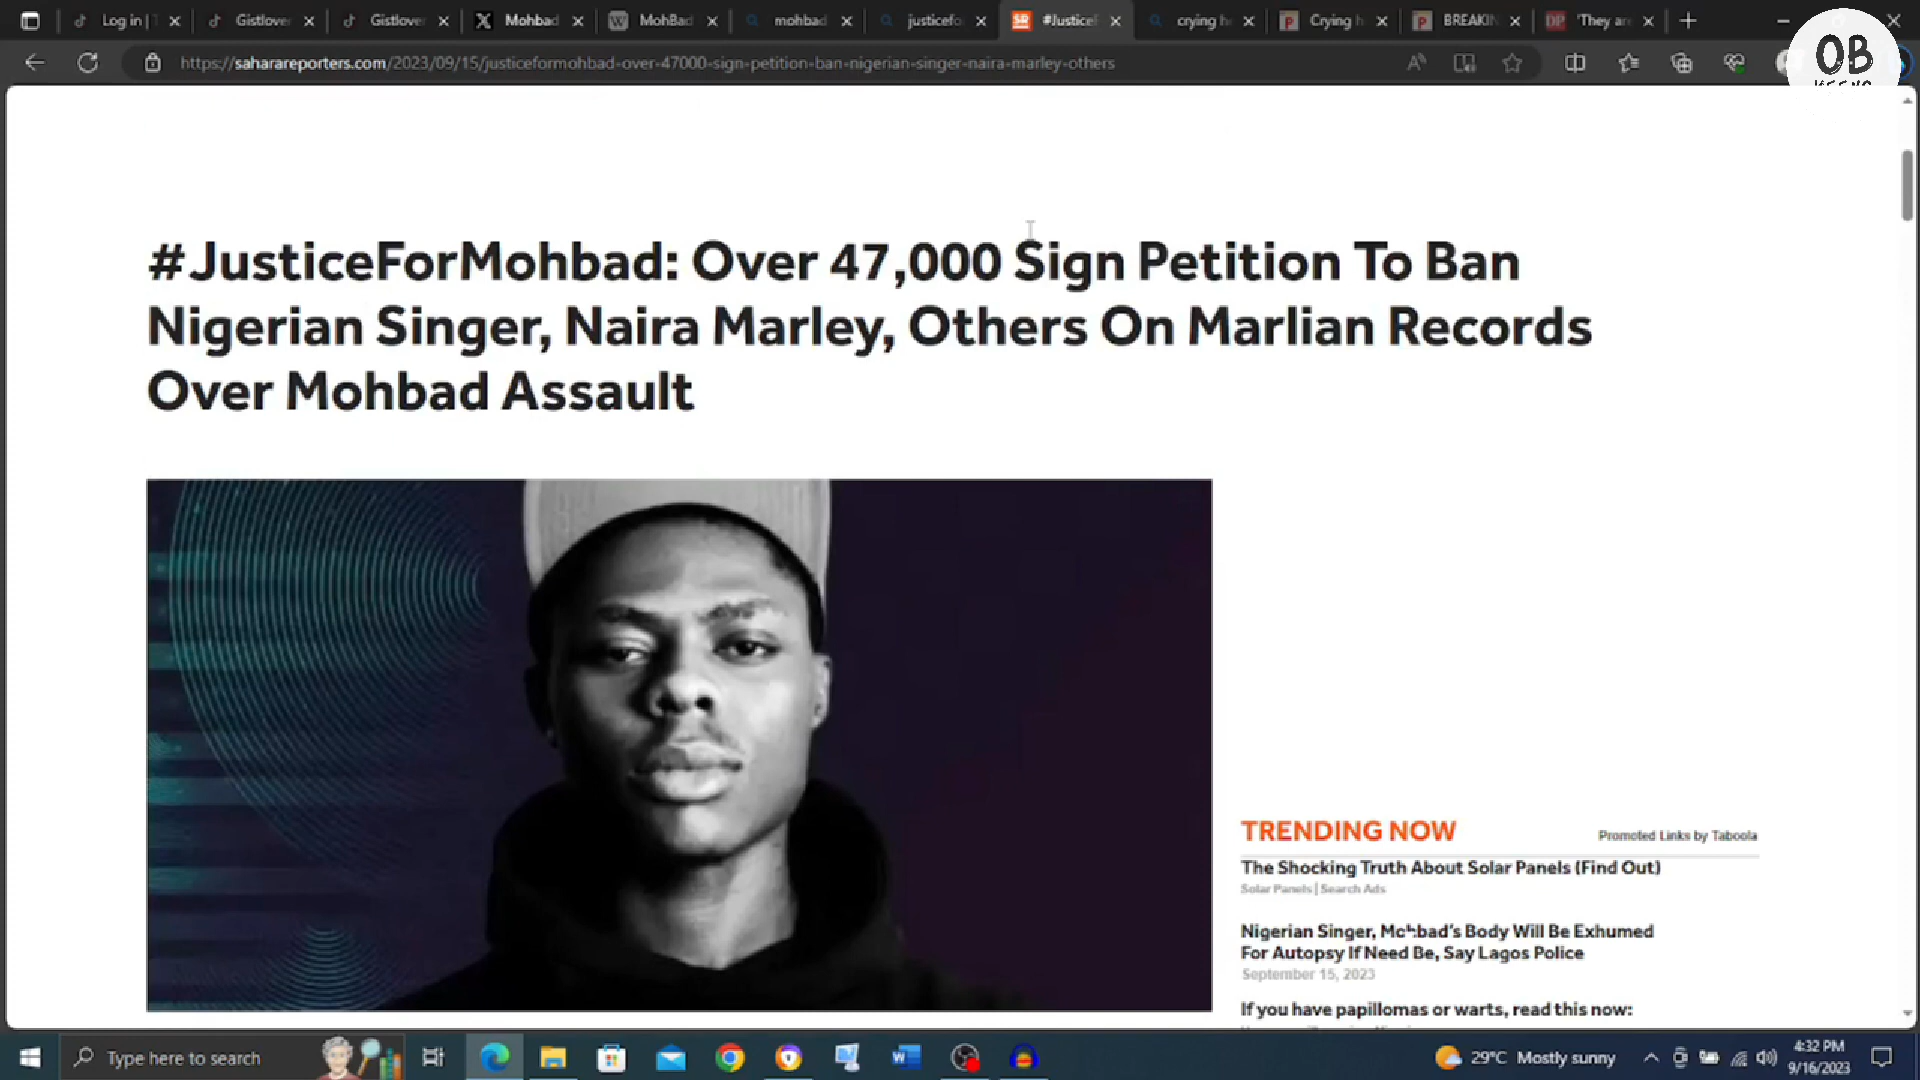 Log in |
Gistlover
Gistlover
Mohbad
MohBad
mohbad
justicefo
#JusticeF
crying h
Crying h
BREAKIN
'They are
https://saharareporters.com/2023/09/15/justiceformohbad-over-47000-sign-petition-ban-nigerian-singer-naira-marley-others
OB
#JusticeForMohbad: Over 47,000 Sign Petition To Ban
Nigerian Singer, Naira Marley, Others On Marlian Records
Over Mohbad Assault
TRENDING NOW
Promoted Links by Taboola
The Shocking Truth About Solar Panels (Find Out)
Solar Panels | Search Ads
Nigerian Singer, Mohbad's Body Will Be Exhumed
For Autopsy If Need Be, Say Lagos Police
September 15, 2023
If you have papillomas or warts, read this now:
Type here to search
29°C Mostly sunny
4:32 PM
9/16/2023